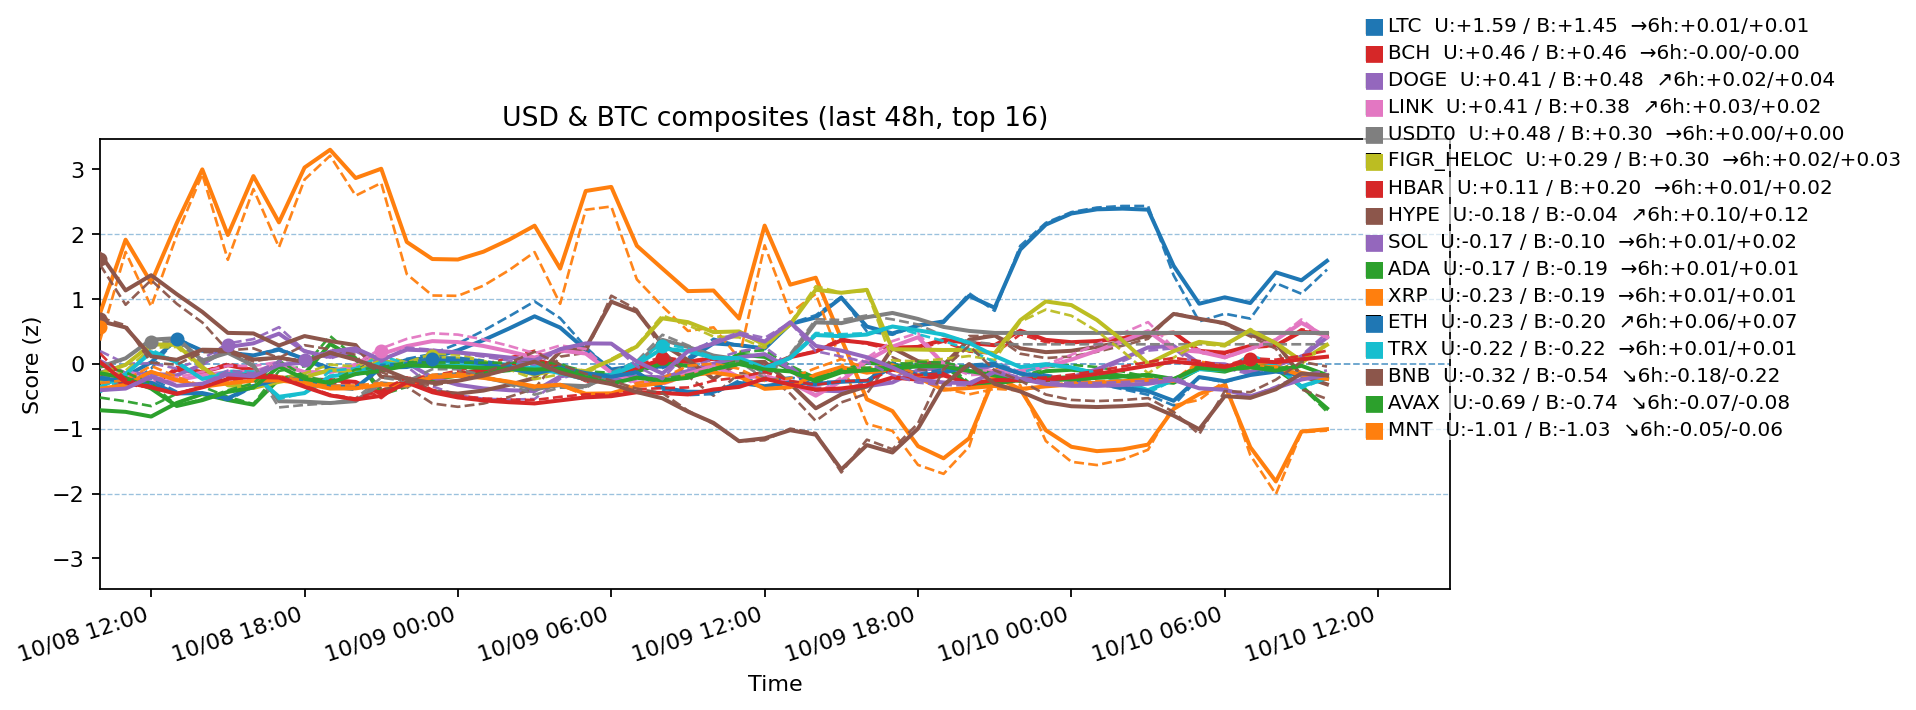 LTC  U:+1.59 / B:+1.45  →6h:+0.01/+0.01
BCH  U:+0.46 / B:+0.46  →6h:-0.00/-0.00
DOGE  U:+0.41 / B:+0.48  ↗6h:+0.02/+0.04
LINK  U:+0.41 / B:+0.38  ↗6h:+0.03/+0.02
USDT0  U:+0.48 / B:+0.30  →6h:+0.00/+0.00
FIGR_HELOC  U:+0.29 / B:+0.30  →6h:+0.02/+0.03
HBAR  U:+0.11 / B:+0.20  →6h:+0.01/+0.02
HYPE  U:-0.18 / B:-0.04  ↗6h:+0.10/+0.12
SOL  U:-0.17 / B:-0.10  →6h:+0.01/+0.02
ADA  U:-0.17 / B:-0.19  →6h:+0.01/+0.01
XRP  U:-0.23 / B:-0.19  →6h:+0.01/+0.01
ETH  U:-0.23 / B:-0.20  ↗6h:+0.06/+0.07
TRX  U:-0.22 / B:-0.22  →6h:+0.01/+0.01
BNB  U:-0.32 / B:-0.54  ↘6h:-0.18/-0.22
AVAX  U:-0.69 / B:-0.74  ↘6h:-0.07/-0.08
MNT  U:-1.01 / B:-1.03  ↘6h:-0.05/-0.06
USD & BTC composites (last 48h, top 16)
Score (z)
3
2
1
0
−1
−2
−3
10/08 12:00
10/08 18:00
10/09 00:00
10/09 06:00
10/09 12:00
10/09 18:00
10/10 00:00
10/10 06:00
10/10 12:00
Time